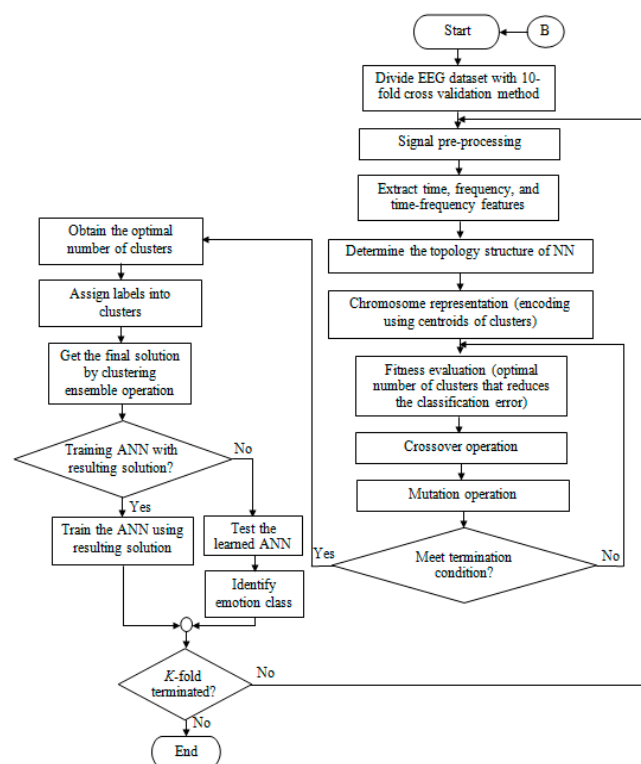 Start
B
Divide EEG dataset with 10-
fold cross validation method
Signal pre-processing
Extract time, frequency, and
time-frequency features
Determine the topology structure of NN
Chromosome representation (encoding
using centroids of clusters)
Fitness evaluation (optimal
number of clusters that reduces
the classification error)
Crossover operation
Mutation operation
Meet termination
condition?
No
Yes
Obtain the optimal
number of clusters
Assign labels into
clusters
Get the final solution
by clustering
ensemble operation
Training ANN with
resulting solution?
No
Yes
Train the ANN using
resulting solution
Test the
learned ANN
Identify
emotion class
K-fold
terminated?
No
No
End